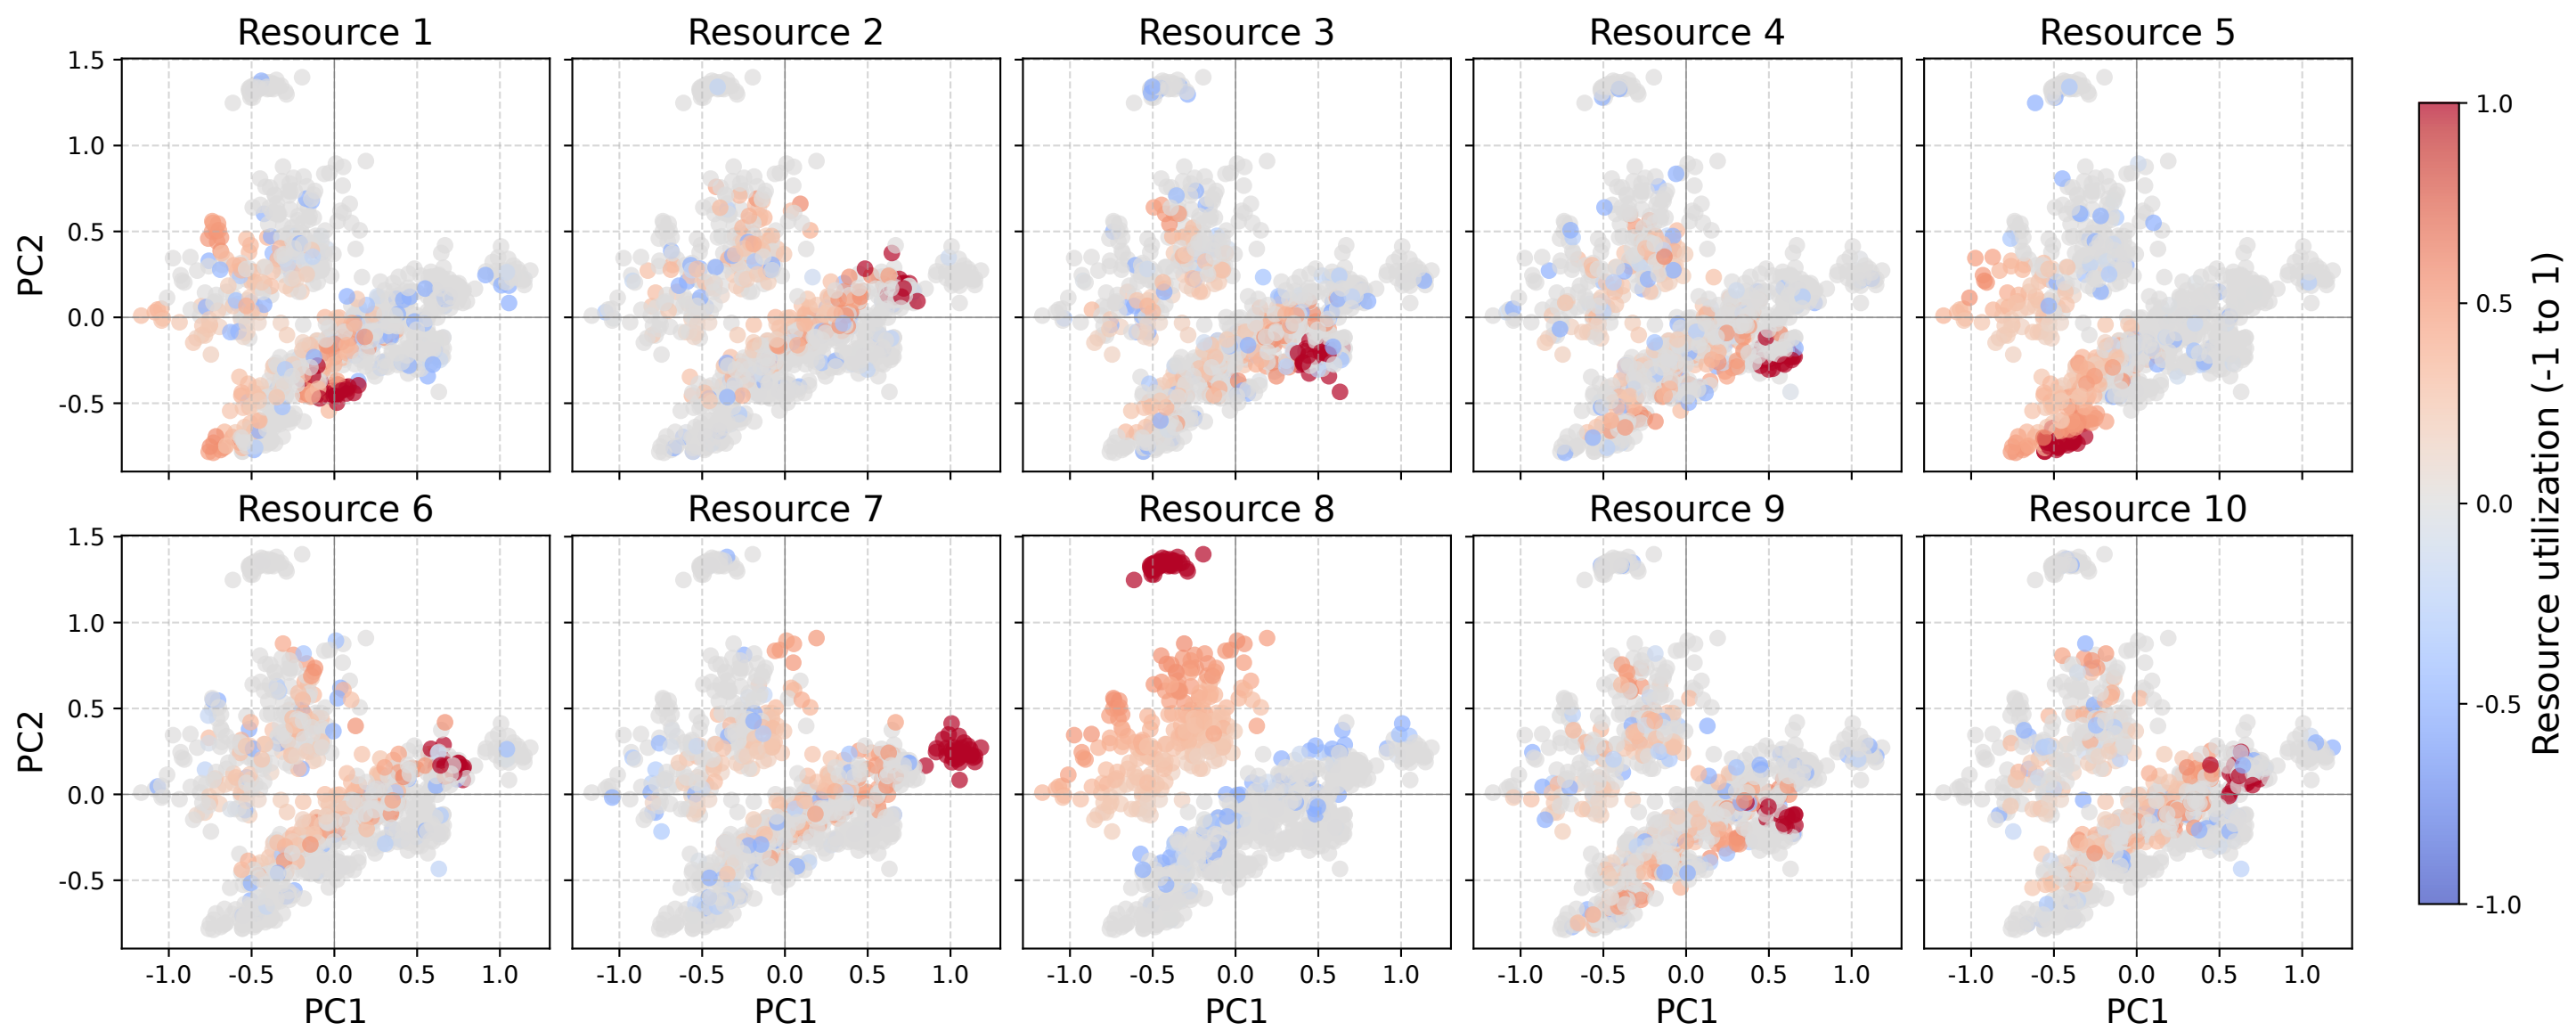 Resource 1
Resource 2
Resource 3
Resource 4
Resource 5
1.5
1.0
0.5
0.0
-0.5
PC2
1.0
0.5
0.0
-0.5
-1.0
Resource utilization (-1 to 1)
Resource 6
Resource 7
Resource 8
Resource 9
Resource 10
1.5
1.0
0.5
0.0
-0.5
PC2
-1.0 -0.5 0.0 0.5 1.0
-1.0 -0.5 0.0 0.5 1.0
-1.0 -0.5 0.0 0.5 1.0
-1.0 -0.5 0.0 0.5 1.0
-1.0 -0.5 0.0 0.5 1.0
PC1
PC1
PC1
PC1
PC1